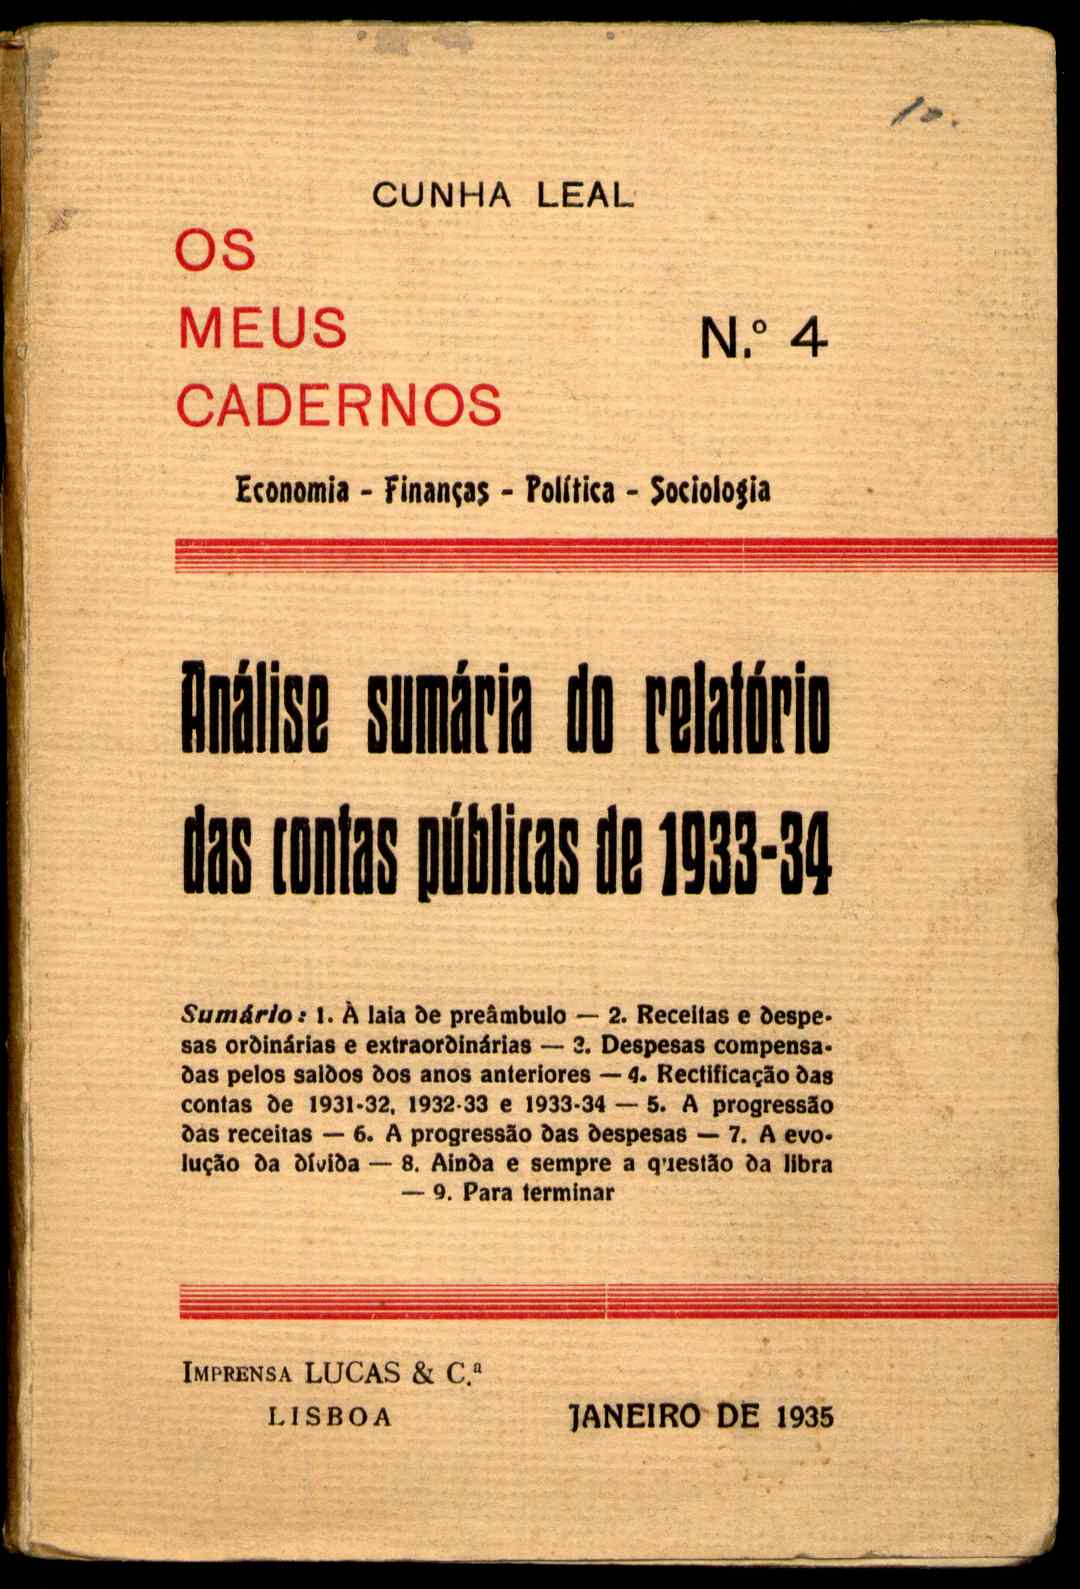 10.
CUNHA LEAL
OS
MEUS
CADERNOS
N.º 4
Economia - Finanças - Política - Sociologia
Análise sumária do relatório
das contas públicas de 1933-34
Sumário: 1. À laia de preâmbulo — 2. Receitas e despe-
sas ordinárias e extraordinárias — 3. Despesas compensa-
das pelos saldos dos anos anteriores — 4. Rectificação das
contas de 1931-32, 1932-33 e 1933-34 — 5. A progressão
das receitas — 6. A progressão das despesas — 7. A evo-
lução da dívida — 8. Ainda e sempre a questão da libra
— 9. Para terminar
IMPRENSA LUCAS & C.ª
LISBOA
JANEIRO DE 1935